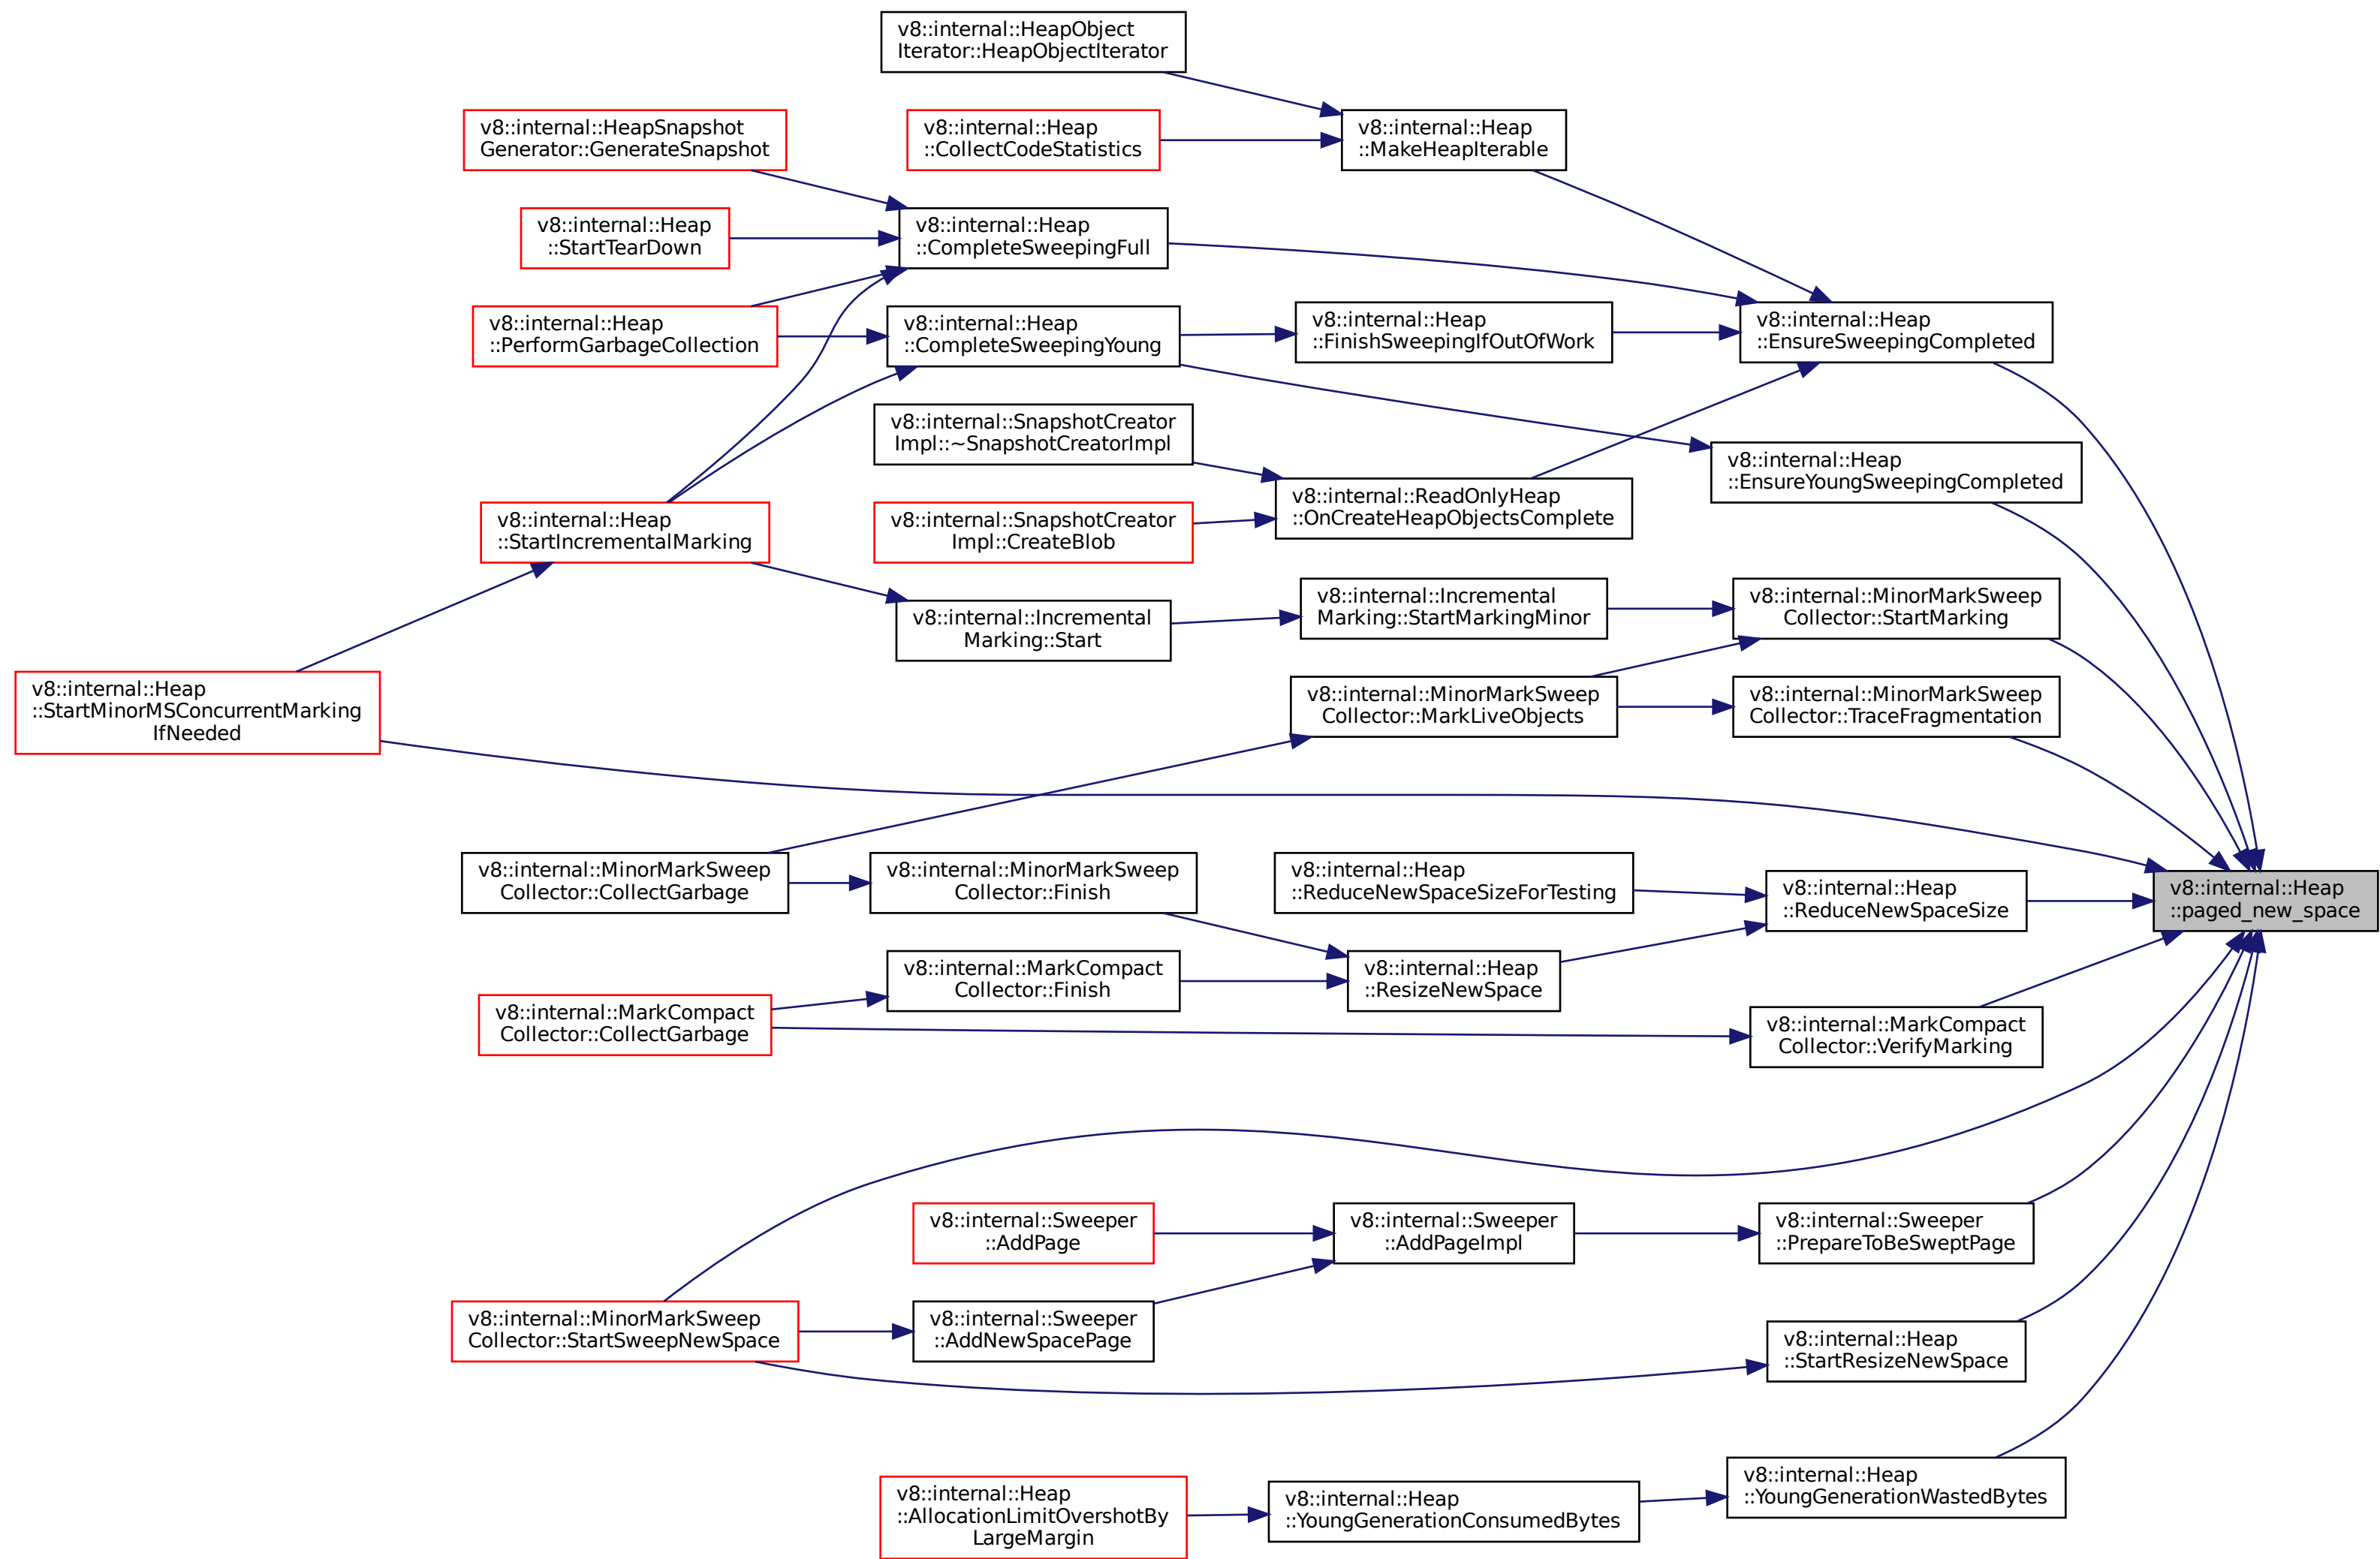 v8::internal::HeapObject
Iterator::HeapObjectIterator
v8::internal::HeapSnapshot
Generator::GenerateSnapshot
v8::internal::Heap
::CollectCodeStatistics
v8::internal::Heap
::MakeHeapIterable
v8::internal::Heap
::StartTearDown
v8::internal::Heap
::CompleteSweepingFull
v8::internal::Heap
::PerformGarbageCollection
v8::internal::Heap
::CompleteSweepingYoung
v8::internal::Heap
::FinishSweepingIfOutOfWork
v8::internal::Heap
::EnsureSweepingCompleted
v8::internal::SnapshotCreator
Impl::~SnapshotCreatorImpl
v8::internal::Heap
::EnsureYoungSweepingCompleted
v8::internal::Heap
::StartIncrementalMarking
v8::internal::SnapshotCreator
Impl::CreateBlob
v8::internal::ReadOnlyHeap
::OnCreateHeapObjectsComplete
v8::internal::Incremental
Marking::Start
v8::internal::Incremental
Marking::StartMarkingMinor
v8::internal::MinorMarkSweep
Collector::StartMarking
v8::internal::Heap
::StartMinorMSConcurrentMarking
IfNeeded
v8::internal::MinorMarkSweep
Collector::MarkLiveObjects
v8::internal::MinorMarkSweep
Collector::TraceFragmentation
v8::internal::MinorMarkSweep
Collector::CollectGarbage
v8::internal::MinorMarkSweep
Collector::Finish
v8::internal::Heap
::ReduceNewSpaceSizeForTesting
v8::internal::Heap
::ReduceNewSpaceSize
v8::internal::Heap
::paged_new_space
v8::internal::MarkCompact
Collector::CollectGarbage
v8::internal::MarkCompact
Collector::Finish
v8::internal::Heap
::ResizeNewSpace
v8::internal::MarkCompact
Collector::VerifyMarking
v8::internal::Sweeper
::AddPage
v8::internal::Sweeper
::AddPageImpl
v8::internal::Sweeper
::PrepareToBeSweptPage
v8::internal::MinorMarkSweep
Collector::StartSweepNewSpace
v8::internal::Sweeper
::AddNewSpacePage
v8::internal::Heap
::StartResizeNewSpace
v8::internal::Heap
::AllocationLimitOvershotBy
LargeMargin
v8::internal::Heap
::YoungGenerationConsumedBytes
v8::internal::Heap
::YoungGenerationWastedBytes